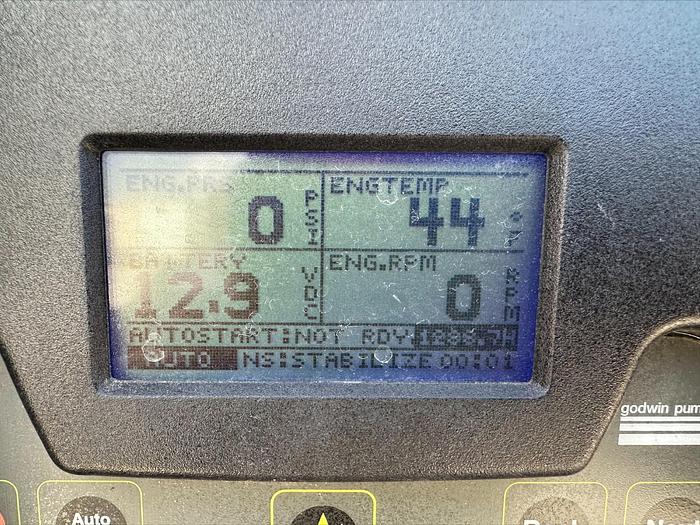 ENG.PRS ENGTEMP
0 PSI 44
BATTERY ENG.RPM
12.9 VDC 0 RPM
AUTOSTART:NOT RDY
AUTO NS:STABILIZE 00:01
godwin pum
Auto